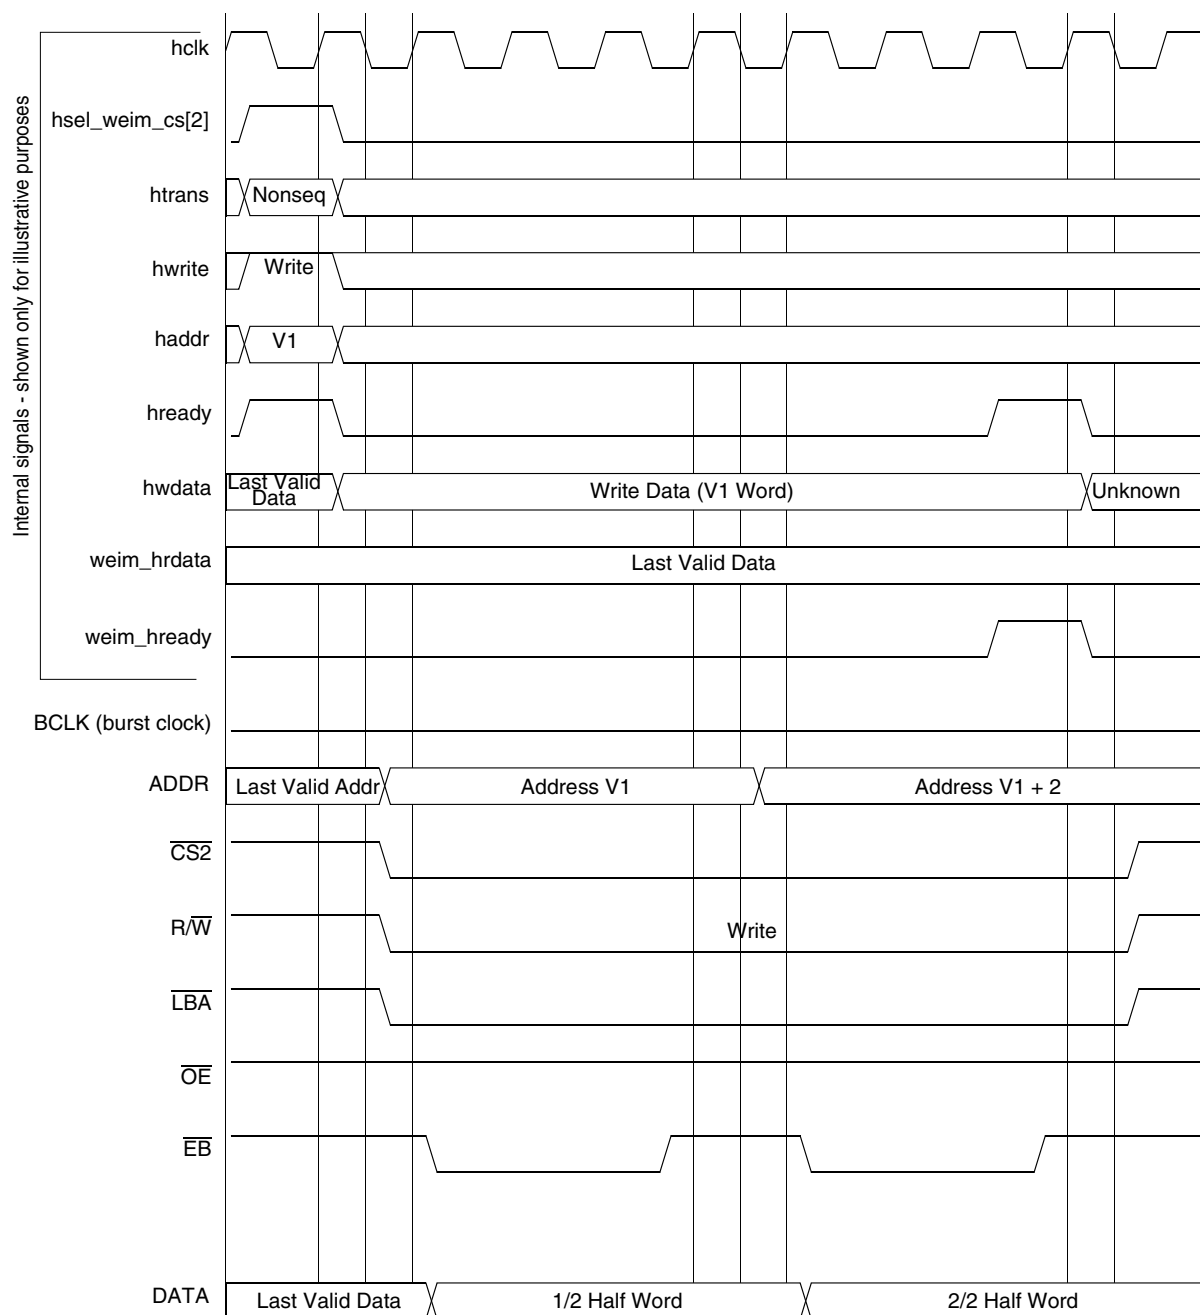 Internal signals - shown only for illustrative purposes
hclk
hsel_weim_cs[2]
htrans
Nonseq
hwrite
Write
haddr
V1
hready
hwdata
Last Valid
Data
Write Data (V1 Word)
Unknown
weim_hrdata
Last Valid Data
weim_hready
BCLK (burst clock)
ADDR
Last Valid Addr
Address V1
Address V1 + 2
CS2
R/W
Write
LBA
OE
EB
DATA
Last Valid Data
1/2 Half Word
2/2 Half Word